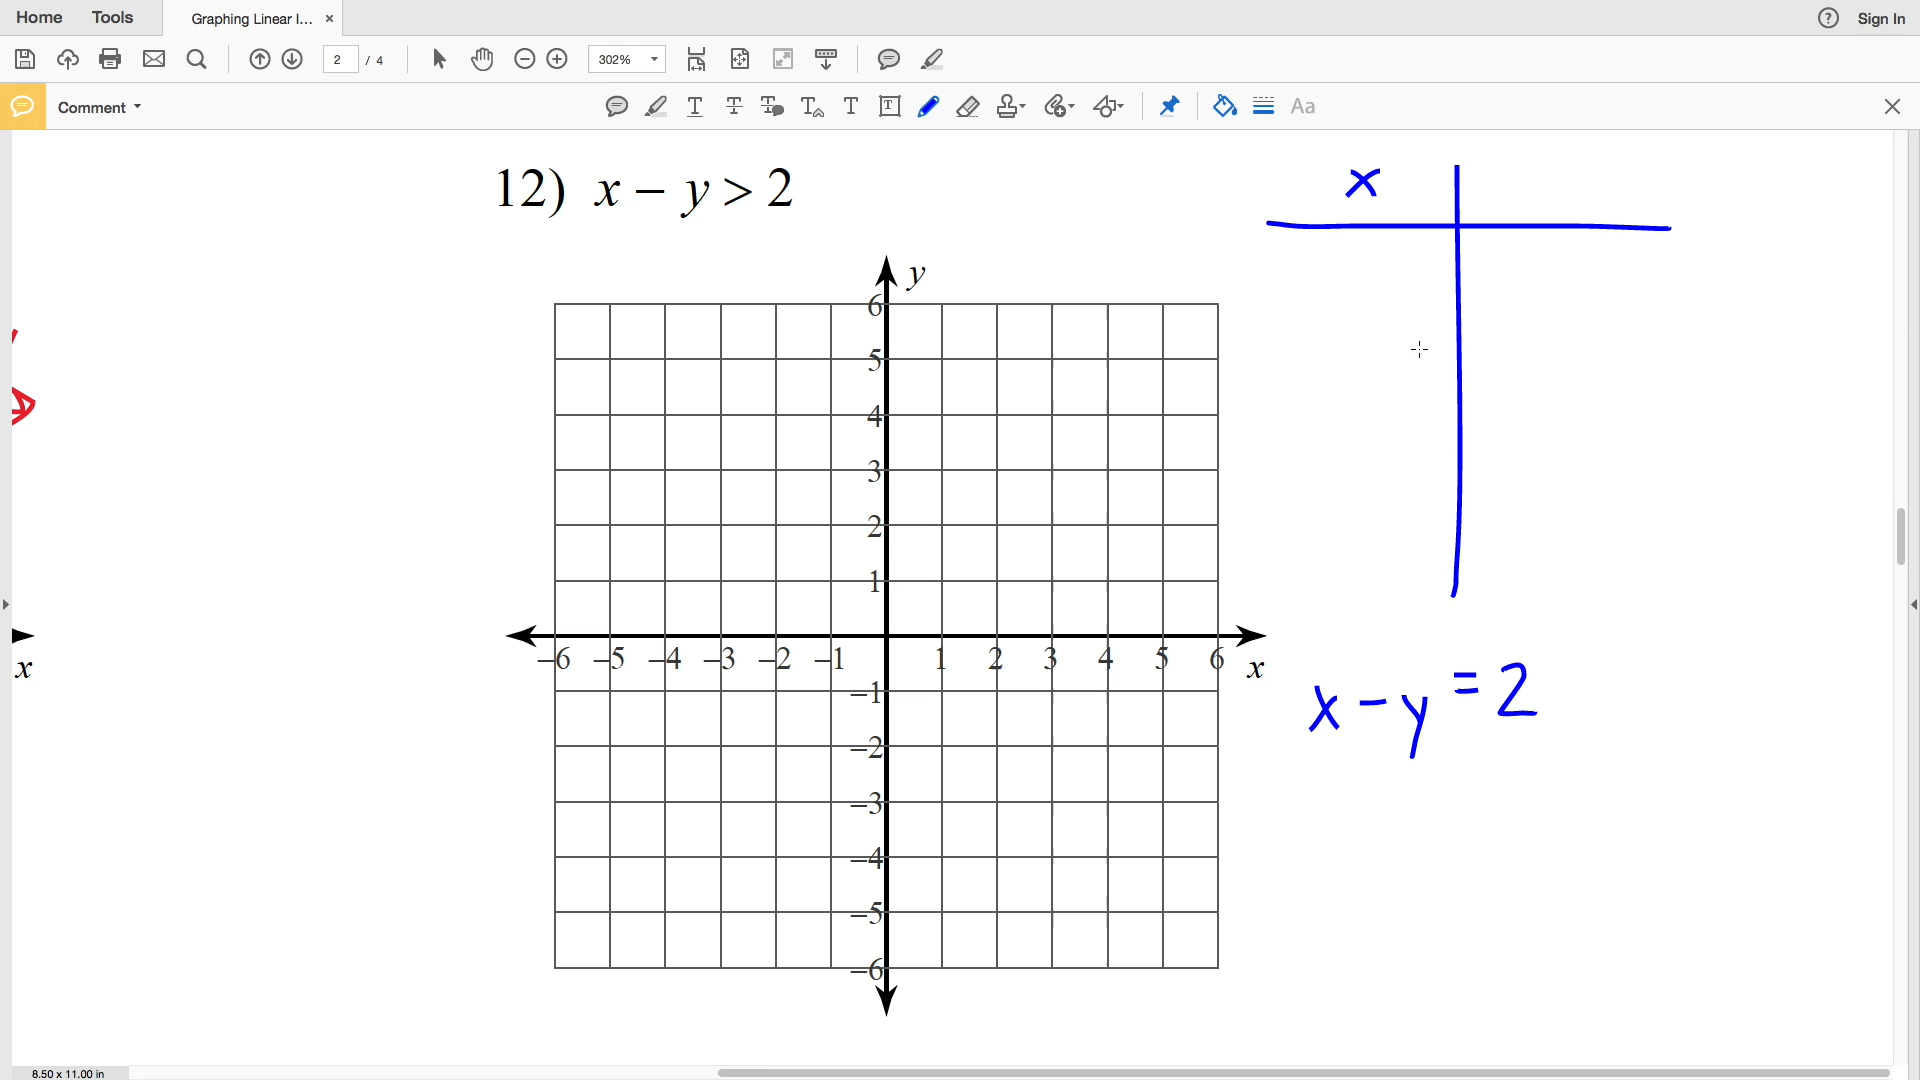 Home Tools Graphing Linear I... × ? Sign In
2 / 4 302%
Comment Aa
12) x − y > 2
x
y
6
5
4
3
2
1
−6 −5 −4 −3 −2 −1 1 2 3 4 5 6 x
x
−1
x − y = 2
−2
−3
−4
−5
−6
8.50 x 11.00 in